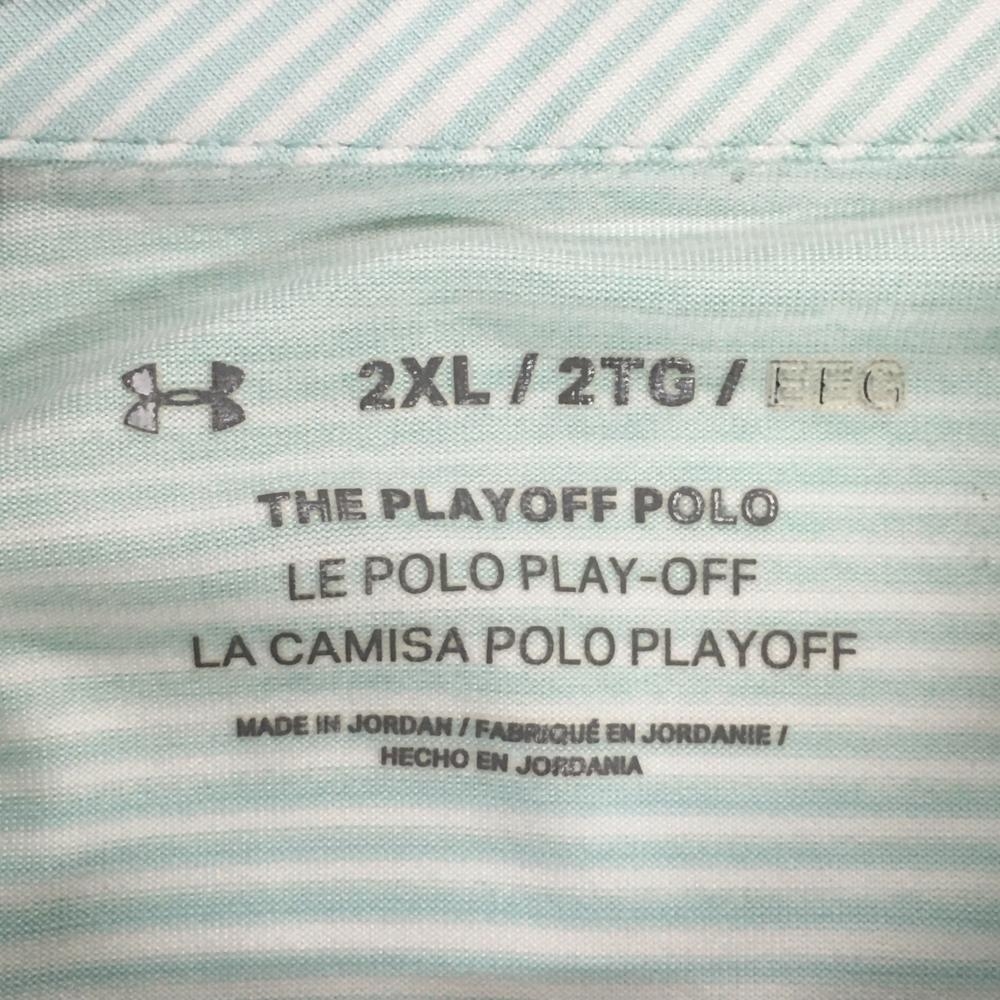 2XL / 2TG / EEG
THE PLAYOFF POLO
LE POLO PLAY-OFF
LA CAMISA POLO PLAYOFF
MADE IN JORDAN / FABRIQUÉ EN JORDANIE /
HECHO EN JORDANIA